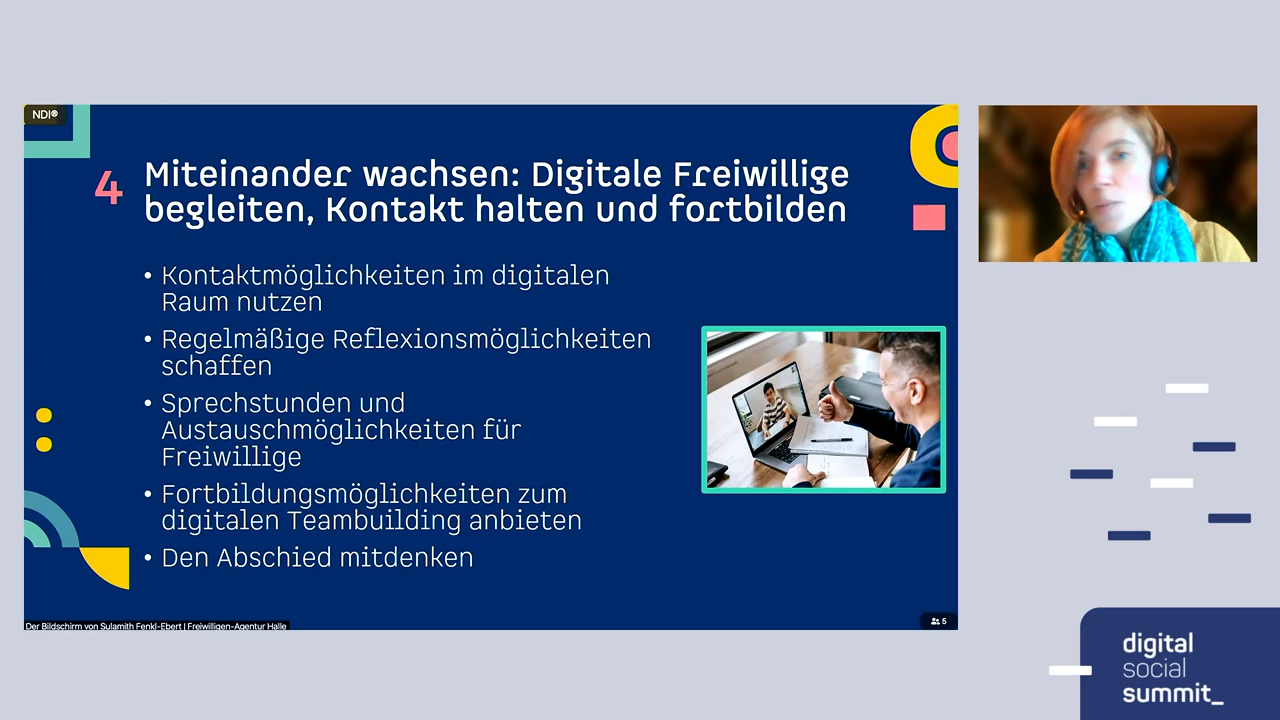 NDI®
4
Miteinander wachsen: Digitale Freiwillige
begleiten, Kontakt halten und fortbilden
• Kontaktmöglichkeiten im digitalen
Raum nutzen
• Regelmäßige Reflexionsmöglichkeiten
schaffen
• Sprechstunden und
Austauschmöglichkeiten für
Freiwillige
• Fortbildungsmöglichkeiten zum
digitalen Teambuilding anbieten
• Den Abschied mitdenken
Der Bildschirm von Sulamith Fenkl-Ebert | Freiwilligen-Agentur Halle
5
digital
social
summit_